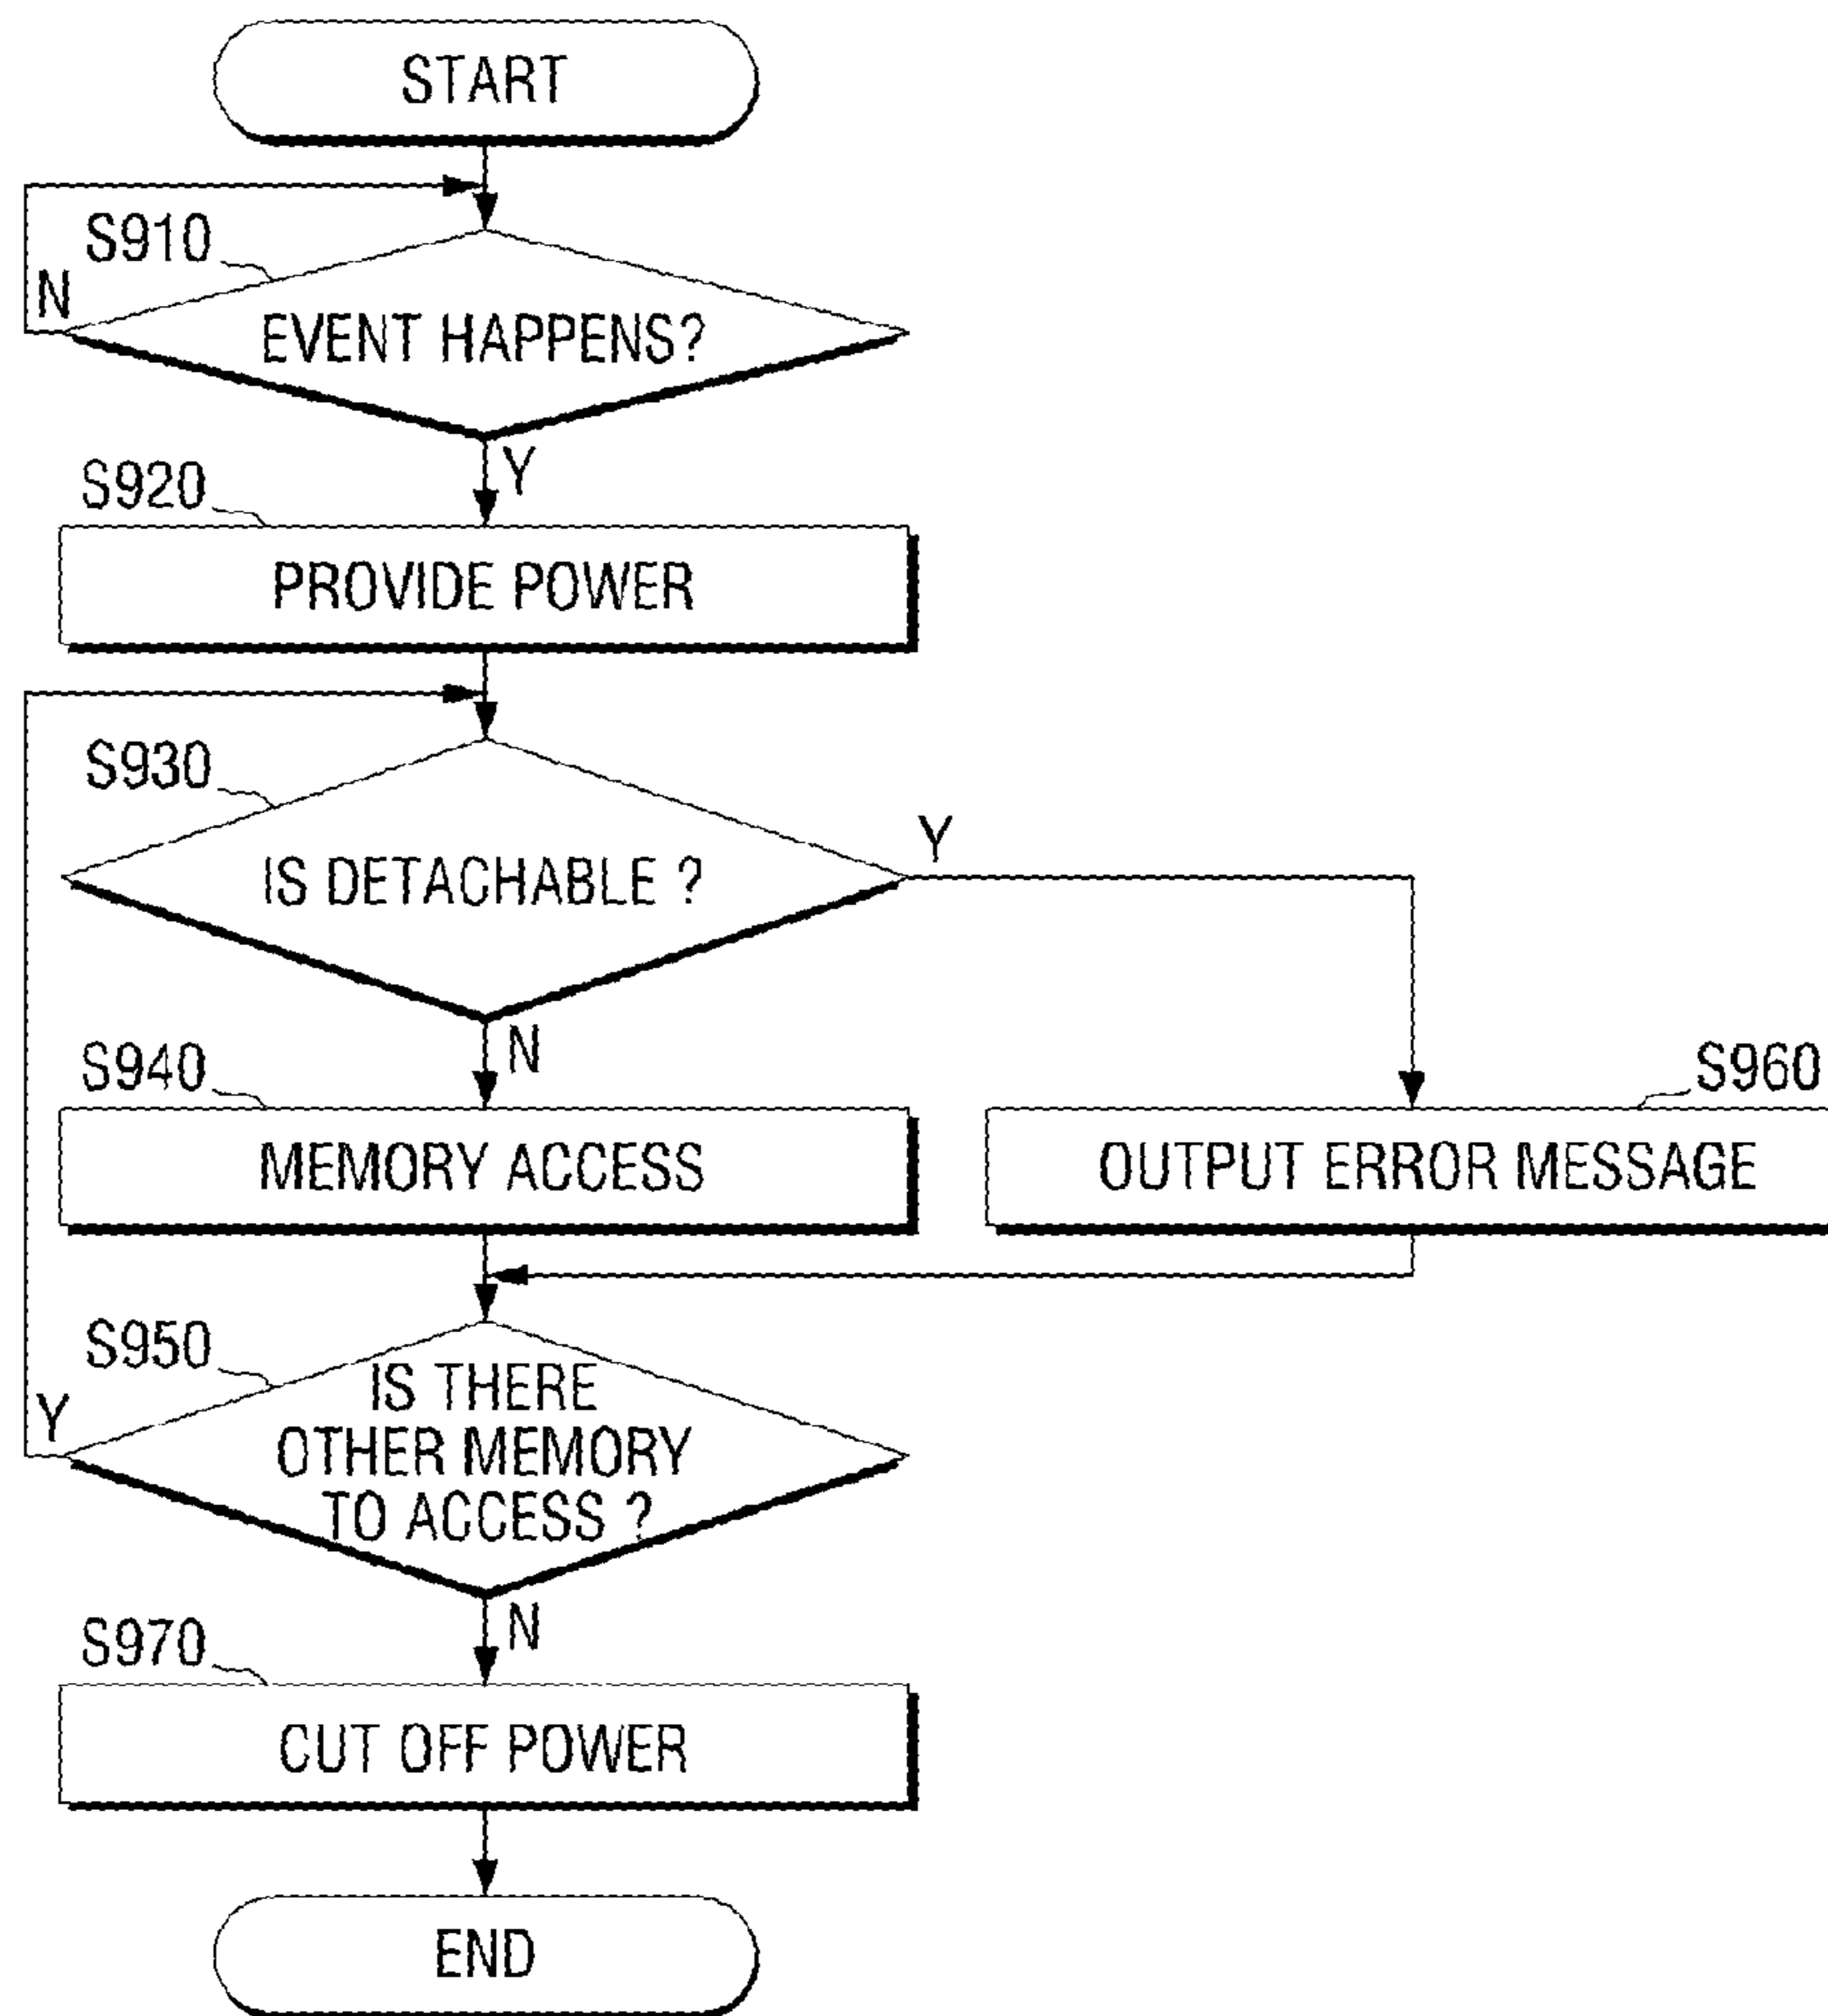 START
S910
N
EVENT HAPPENS?
Y
S920
PROVIDE POWER
S930
Y
IS DETACHABLE ?
N
S940
S960
MEMORY ACCESS
OUTPUT ERROR MESSAGE
S950
Y
IS THERE
OTHER MEMORY
TO ACCESS ?
N
S970
CUT OFF POWER
END